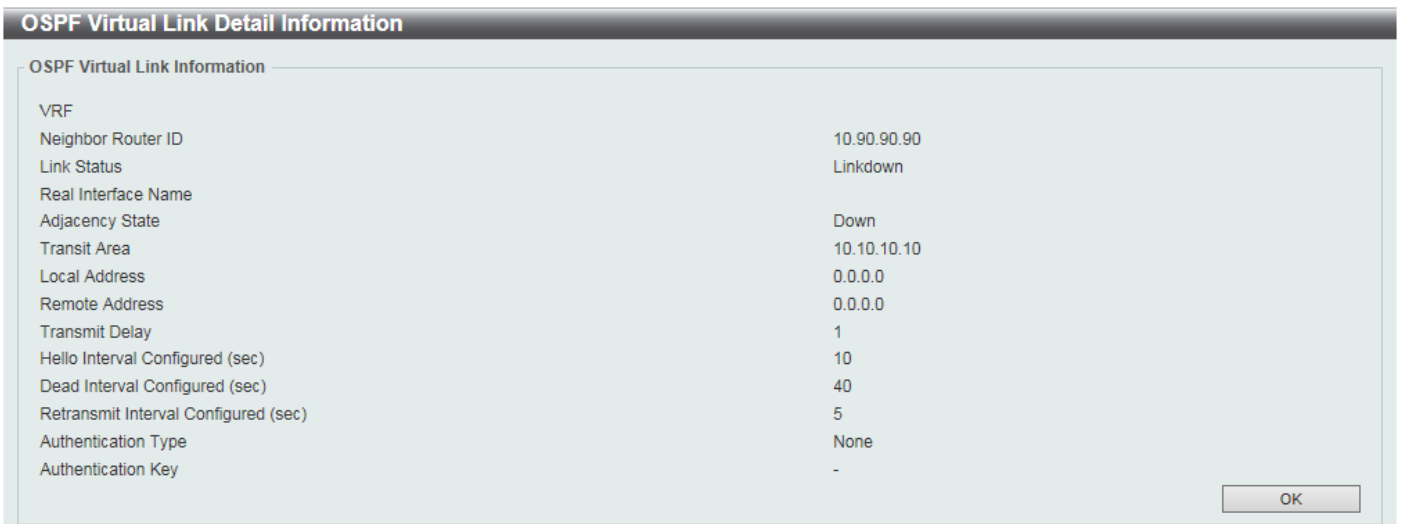 OSPF Virtual Link Detail Information
OSPF Virtual Link Information
VRF
Neighbor Router ID 10.90.90.90
Link Status Linkdown
Real Interface Name
Adjacency State Down
Transit Area 10.10.10.10
Local Address 0.0.0.0
Remote Address 0.0.0.0
Transmit Delay 1
Hello Interval Configured (sec) 10
Dead Interval Configured (sec) 40
Retransmit Interval Configured (sec) 5
Authentication Type None
Authentication Key -
OK